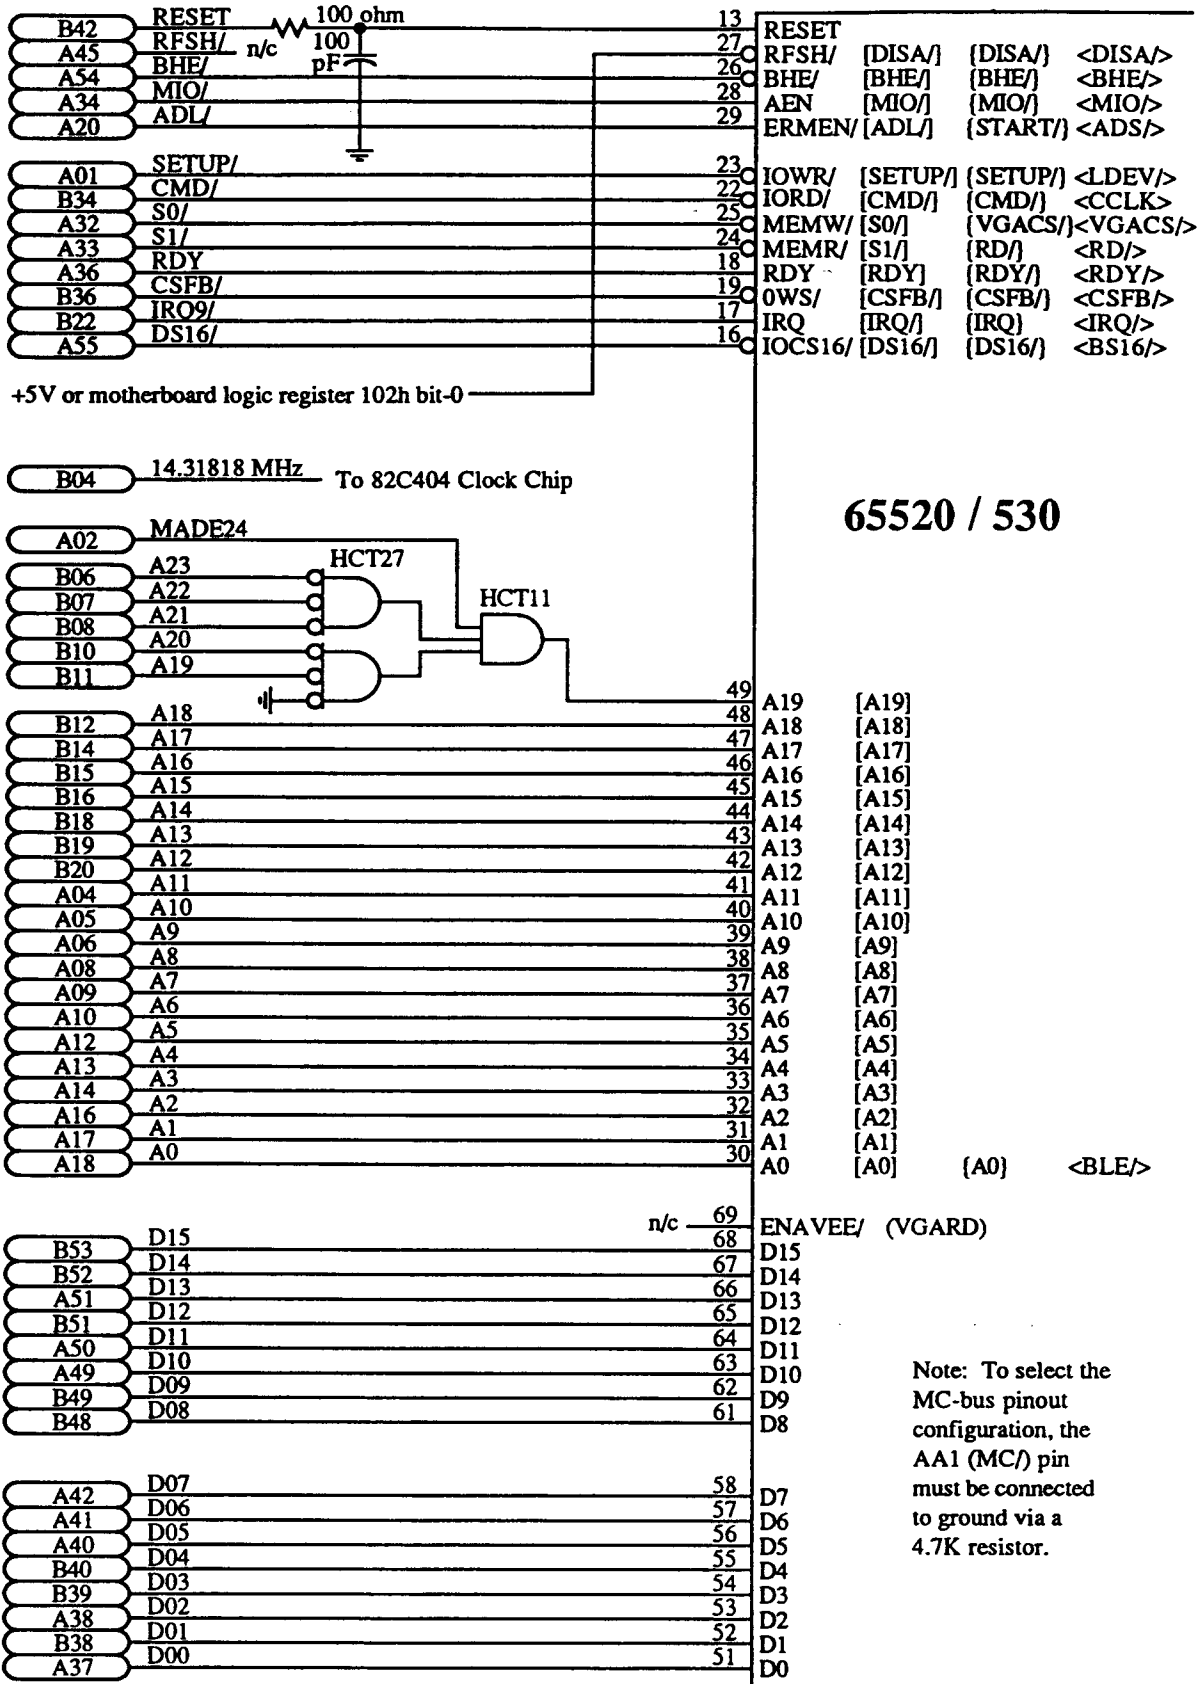 B42 RESET 100 ohm 13 RESET
A45 RFSH/ n/c 100 pF 27 RFSH/ [DISA/] {DISA/} <DISA/>
A54 BHE/ 26 BHE/ [BHE/] {BHE/} <BHE/>
A34 MIO/ 28 AEN [MIO/] {MIO/} <MIO/>
A20 ADL/ 29 ERMEN/ [ADL/] {START/} <ADS/>
A01 SETUP/ 23 IOWR/ [SETUP/] {SETUP/} <LDEV/>
B34 CMD/ 22 IORD/ [CMD/] {CMD/} <CCLK>
A32 S0/ 25 MEMW/ [S0/] {VGACS/} <VGACS/>
A33 S1/ 24 MEMR/ [S1/] {RD/} <RD/>
A36 RDY 18 RDY [RDY] {RDY/} <RDY/>
B36 CSFB/ 19 0WS/ [CSFB/] {CSFB/} <CSFB/>
B22 IRQ9/ 17 IRQ [IRQ/] {IRQ} <IRQ/>
A55 DS16/ 16 IOCS16/ [DS16/] {DS16/} <BS16/>
+5V or motherboard logic register 102h bit-0
B04 14.31818 MHz To 82C404 Clock Chip
65520 / 530
A02 MADE24
HCT27
B06 A23
B07 A22
HCT11
B08 A21
B10 A20
B11 A19
49 A19 [A19]
B12 A18 48 A18 [A18]
B14 A17 47 A17 [A17]
B15 A16 46 A16 [A16]
B16 A15 45 A15 [A15]
B18 A14 44 A14 [A14]
B19 A13 43 A13 [A13]
B20 A12 42 A12 [A12]
A04 A11 41 A11 [A11]
A05 A10 40 A10 [A10]
A06 A9 39 A9 [A9]
A08 A8 38 A8 [A8]
A09 A7 37 A7 [A7]
A10 A6 36 A6 [A6]
A12 A5 35 A5 [A5]
A13 A4 34 A4 [A4]
A14 A3 33 A3 [A3]
A16 A2 32 A2 [A2]
A17 A1 31 A1 [A1]
A18 A0 30 A0 [A0] {A0} <BLE/>
n/c 69 ENAVEE/ (VGARD)
B53 D15 68 D15
B52 D14 67 D14
A51 D13 66 D13
B51 D12 65 D12
A50 D11 64 D11
A49 D10 63 D10
B49 D09 62 D9
B48 D08 61 D8
Note: To select the
MC-bus pinout
configuration, the
AA1 (MC/) pin
must be connected
to ground via a
4.7K resistor.
A42 D07 58 D7
A41 D06 57 D6
A40 D05 56 D5
B40 D04 55 D4
B39 D03 54 D3
A38 D02 53 D2
B38 D01 52 D1
A37 D00 51 D0